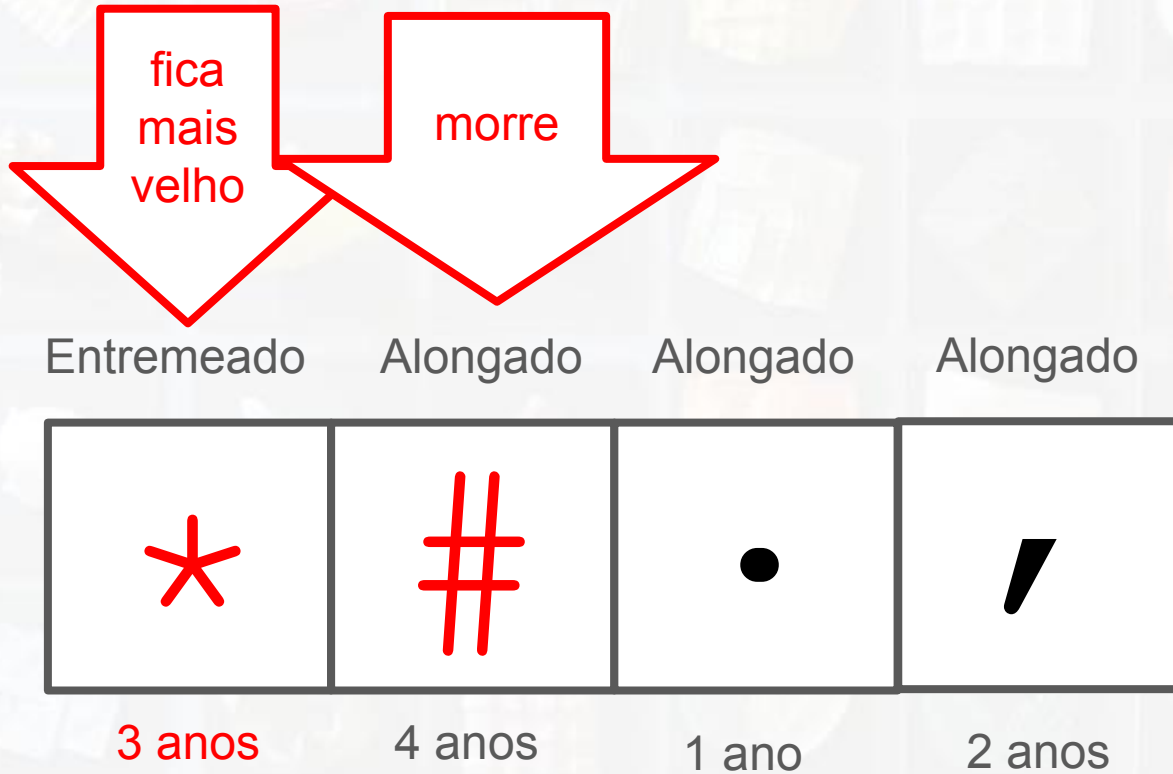 fica
mais
velho
morre
Entremeado Alongado Alongado Alongado
* # . ,
3 anos 4 anos 1 ano 2 anos